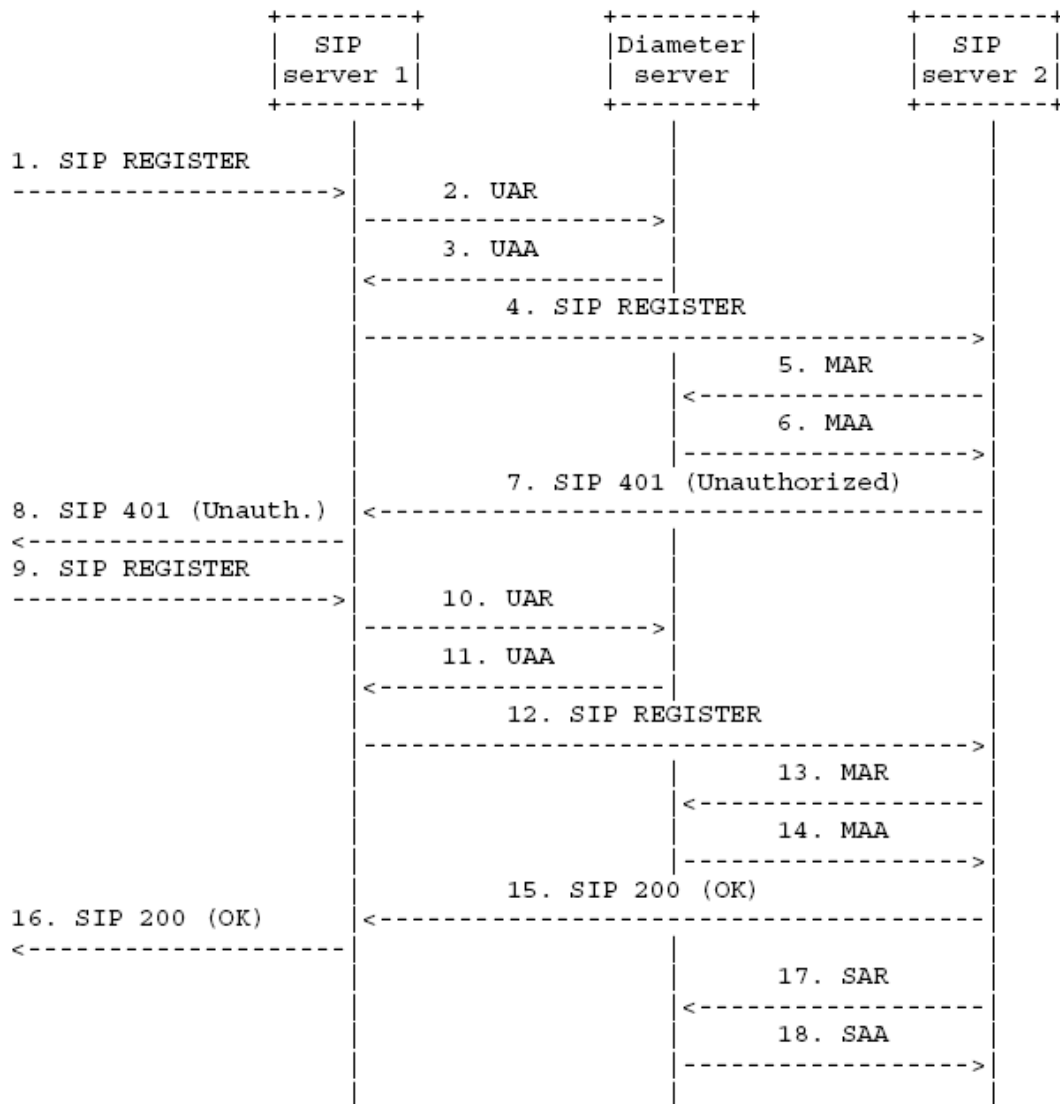 SIP Diameter SIP
server 1 server server 2
1. SIP REGISTER
2. UAR
3. UAA
4. SIP REGISTER
5. MAR
6. MAA
7. SIP 401 (Unauthorized)
8. SIP 401 (Unauth.)
9. SIP REGISTER
10. UAR
11. UAA
12. SIP REGISTER
13. MAR
14. MAA
15. SIP 200 (OK)
16. SIP 200 (OK)
17. SAR
18. SAA